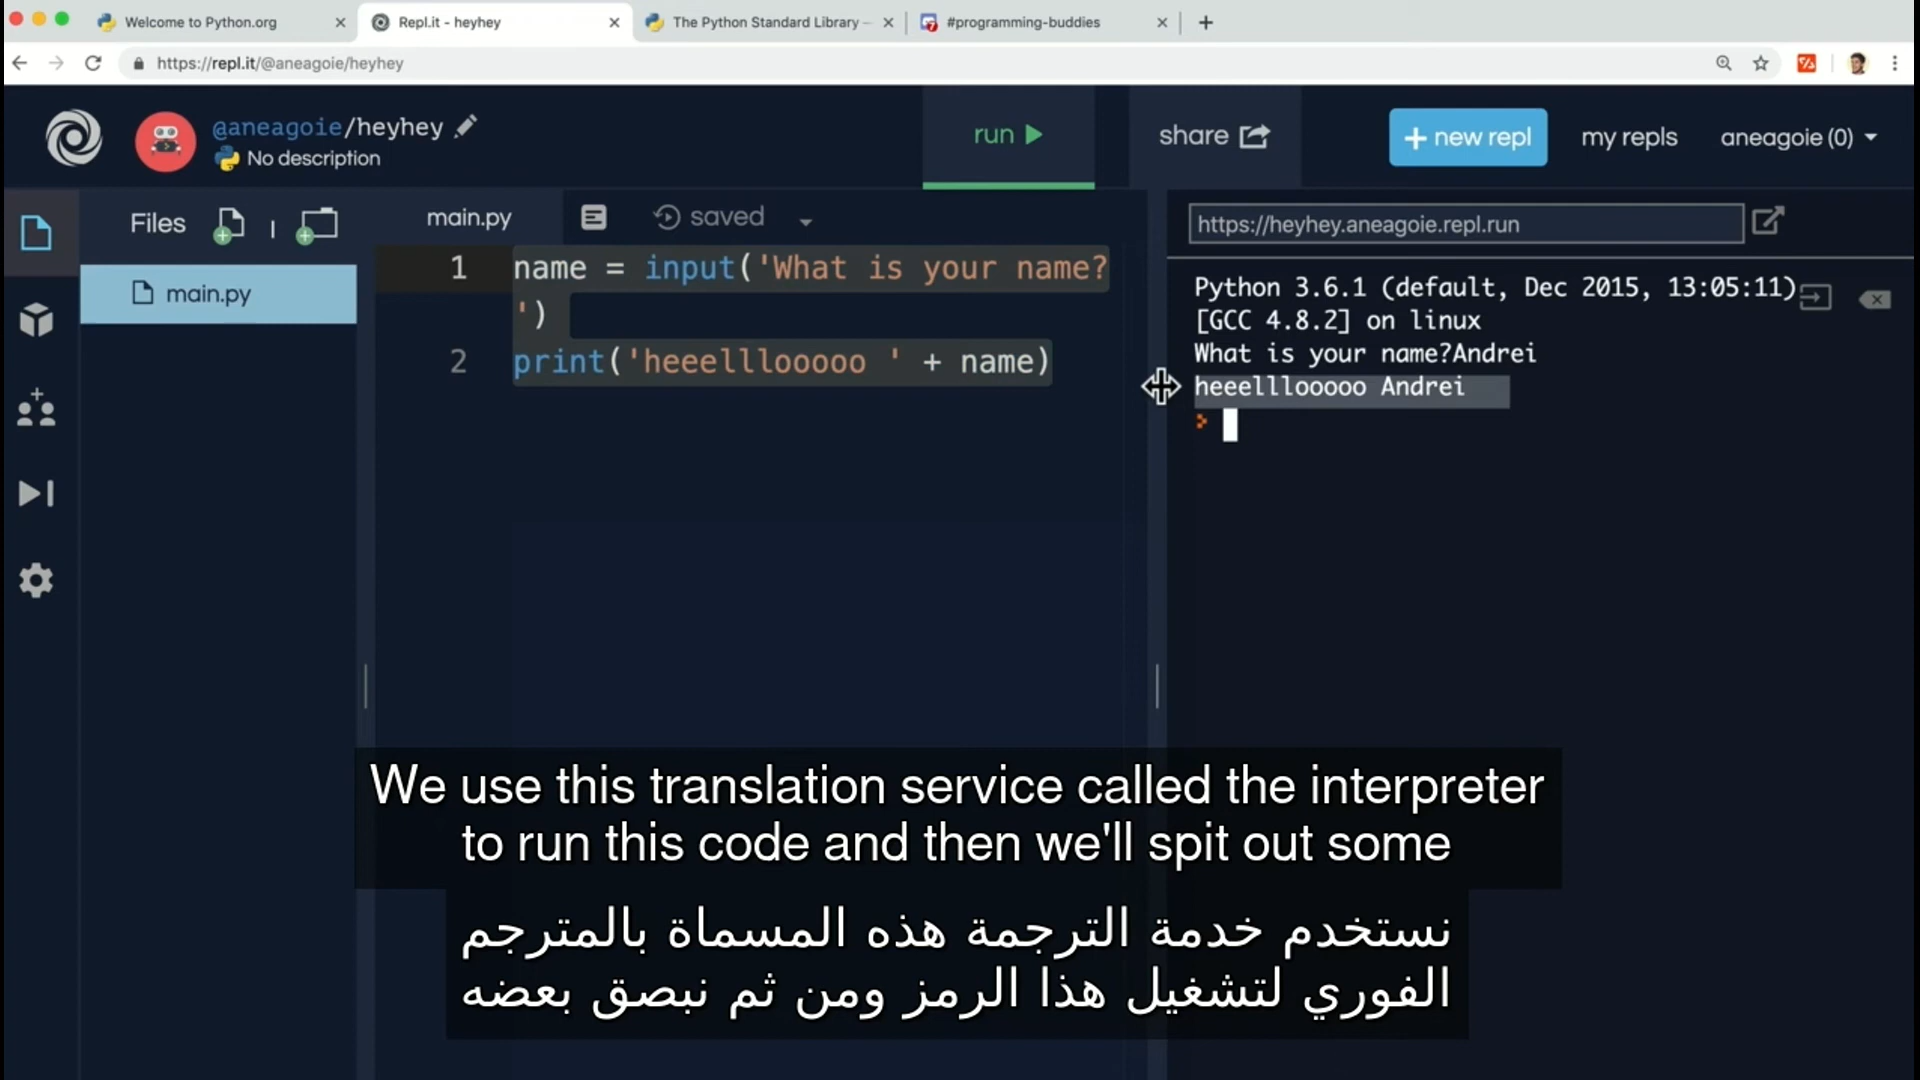 Welcome to Python.org
Repl.it - heyhey
The Python Standard Library –
#programming-buddies
https://repl.it/@aneagoie/heyhey
@aneagoie/heyhey
No description
run
share
+ new repl
my repls
aneagoie (0)
Files
main.py
main.py
saved
https://heyhey.aneagoie.repl.run
1 name = input('What is your name?
')
2 print('heeellloooo ' + name)
Python 3.6.1 (default, Dec 2015, 13:05:11)
[GCC 4.8.2] on linux
What is your name?Andrei
heeellloooo Andrei
We use this translation service called the interpreter
to run this code and then we'll spit out some
نستخدم خدمة الترجمة هذه المسماة بالمترجم
الفوري لتشغيل هذا الرمز ومن ثم نبصق بعضه